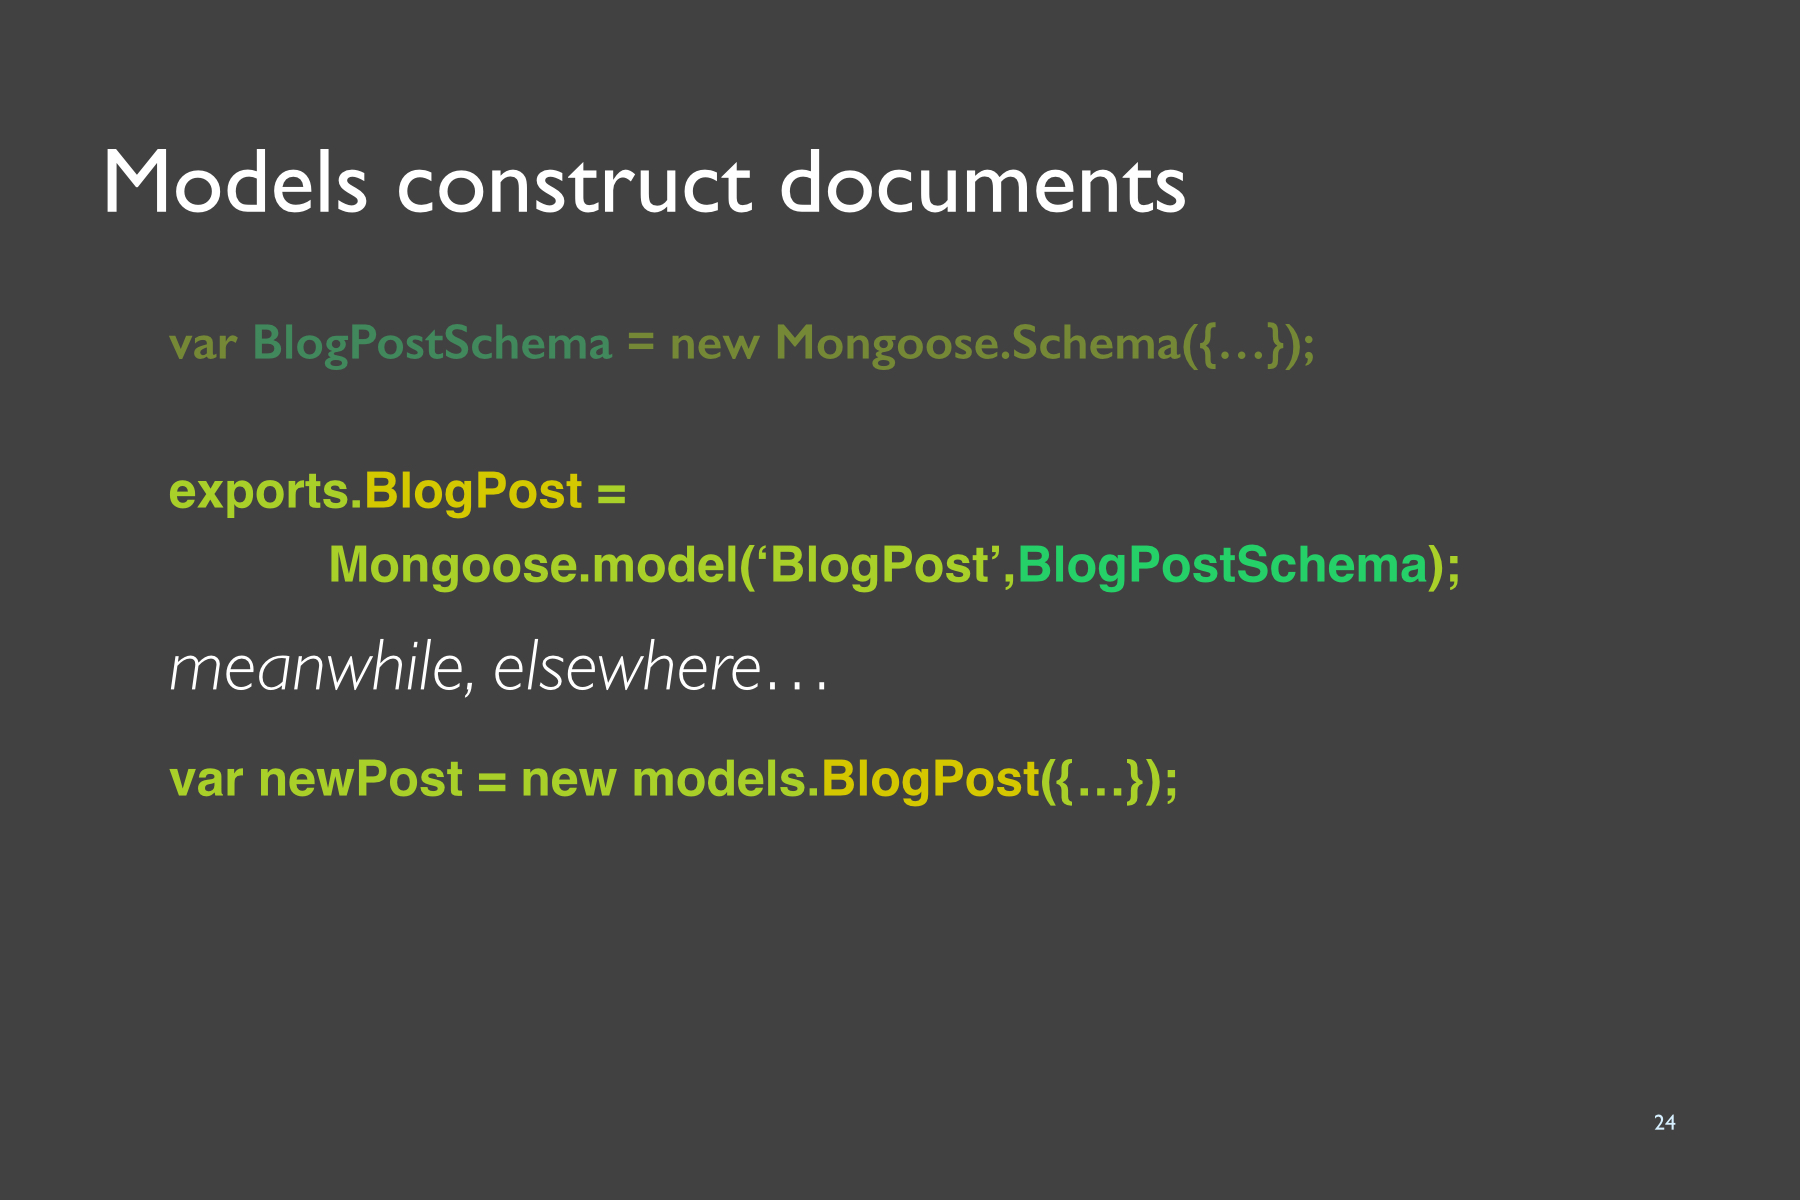 Models construct documents
var BlogPostSchema = new Mongoose.Schema({…});
exports.BlogPost =
Mongoose.model(‘BlogPost’,BlogPostSchema);
meanwhile, elsewhere…
var newPost = new models.BlogPost({…});
24